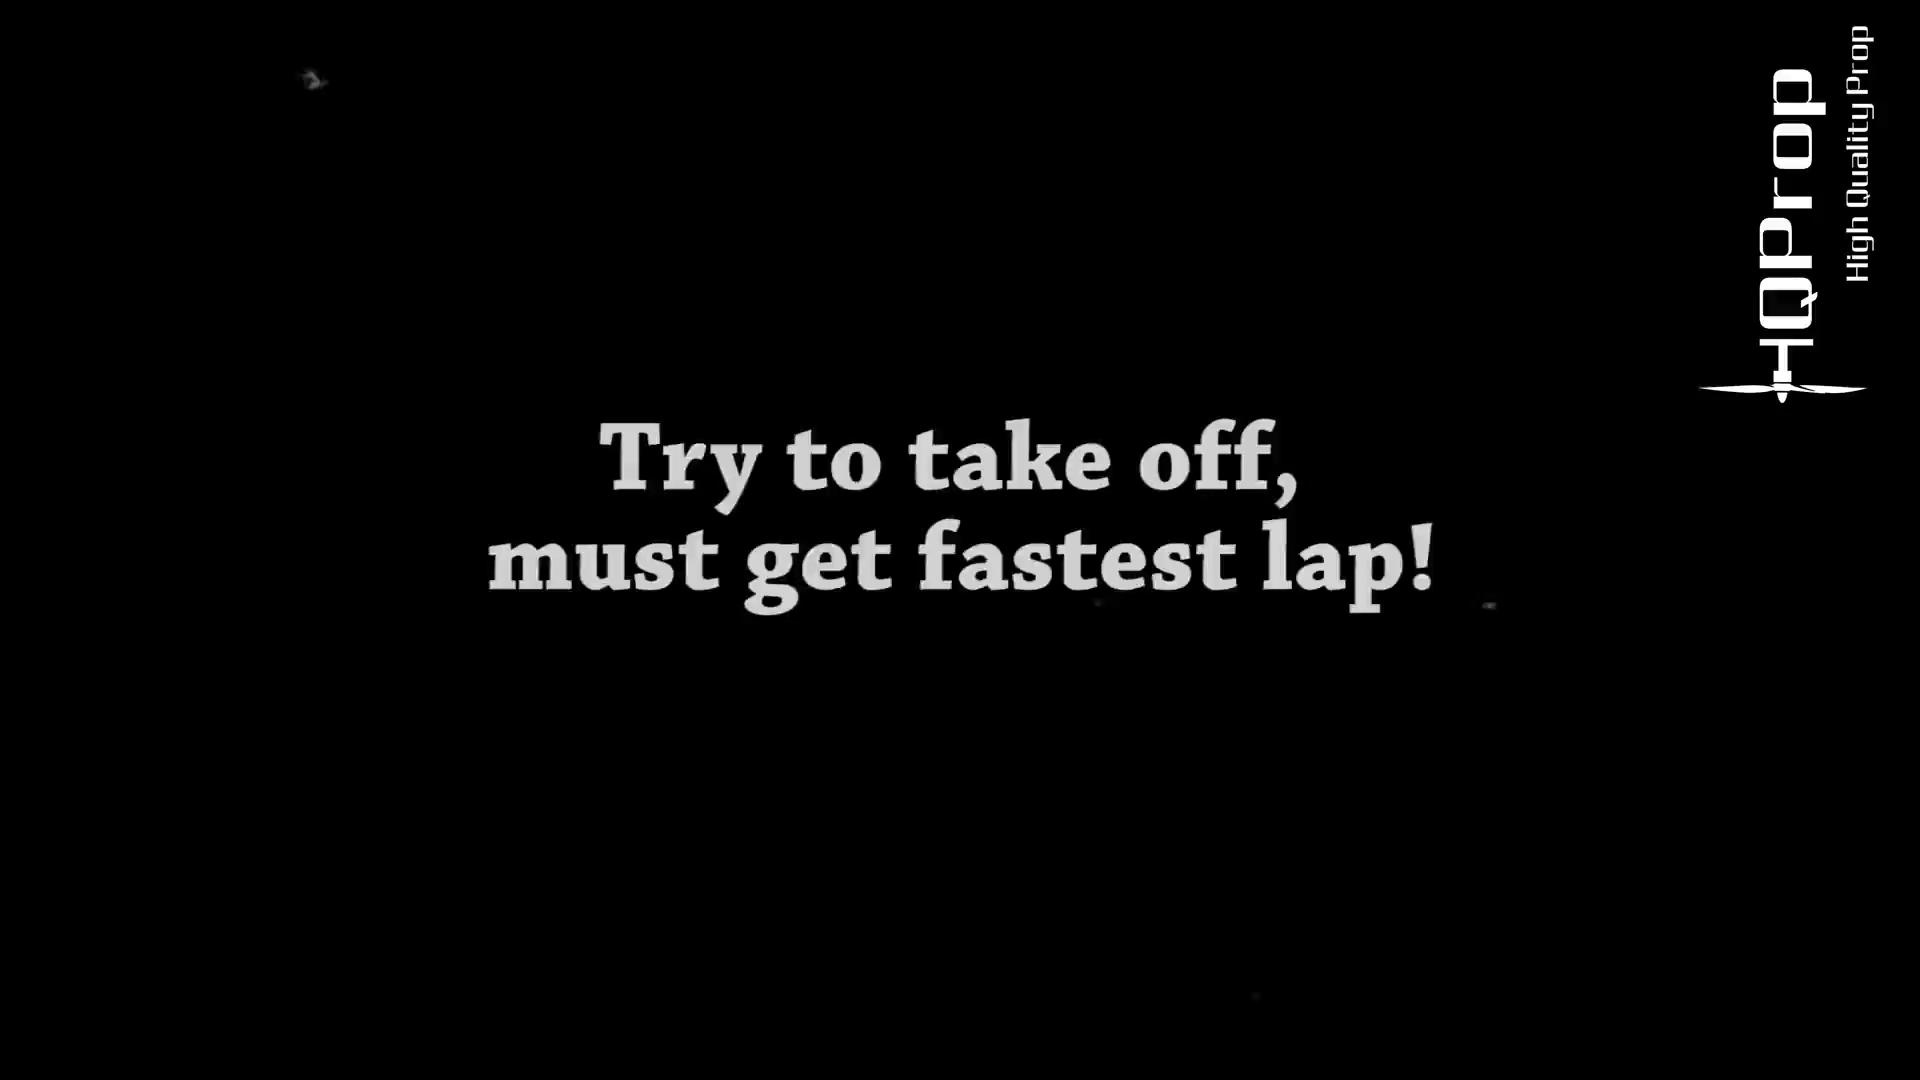 Try to take off,
must get fastest lap!
HQProp
High Quality Prop